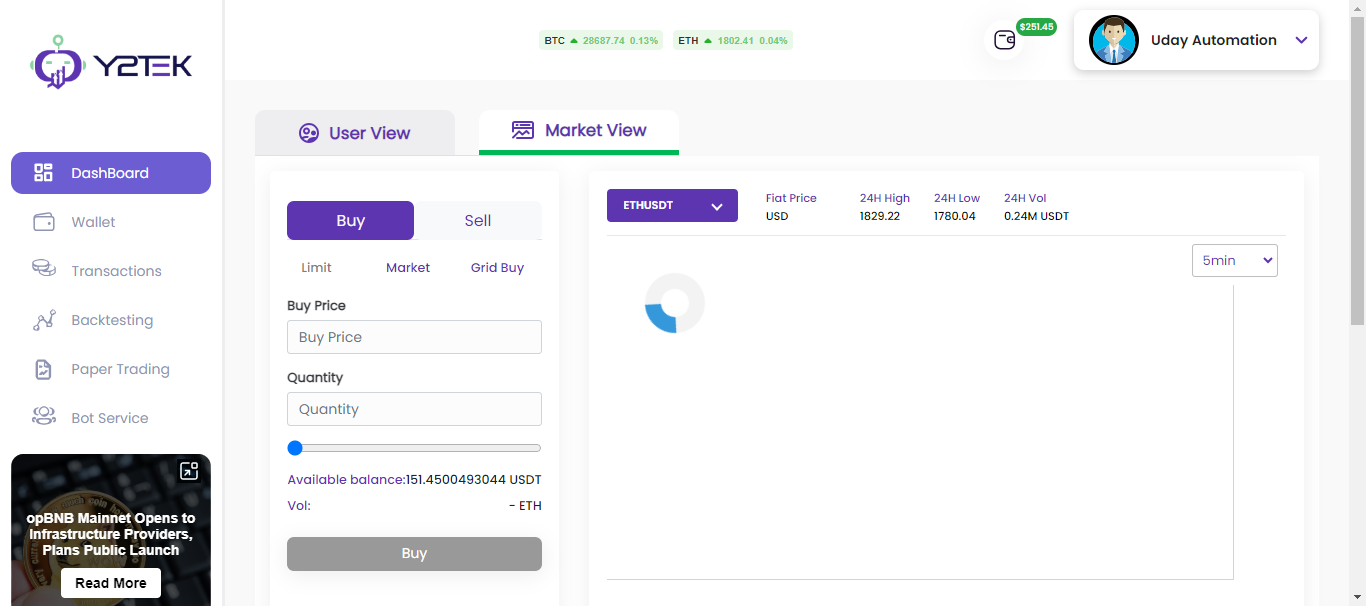 Y2TEK
BTC 28687.74 0.13%
ETH 1802.41 0.04%
$251.45
Uday Automation
DashBoard
Wallet
Transactions
Backtesting
Paper Trading
Bot Service
opBNB Mainnet Opens to
Infrastructure Providers,
Plans Public Launch
Read More
User View
Market View
Buy
Sell
Limit
Market
Grid Buy
Buy Price
Buy Price
Quantity
Quantity
Available balance:151.4500493044 USDT
Vol: - ETH
Buy
ETHUSDT
Fiat Price
USD
24H High
1829.22
24H Low
1780.04
24H Vol
0.24M USDT
5min